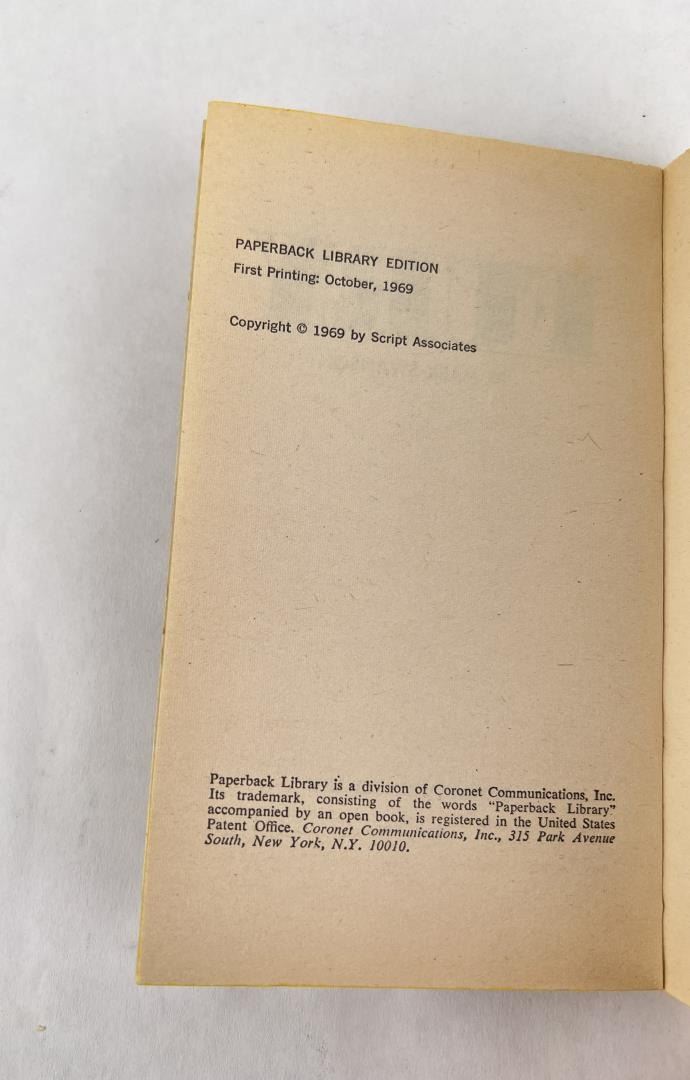 PAPERBACK LIBRARY EDITION
First Printing: October, 1969
Copyright © 1969 by Script Associates
Paperback Library is a division of Coronet Communications, Inc.
Its trademark, consisting of the words "Paperback Library"
accompanied by an open book, is registered in the United States
Patent Office. Coronet Communications, Inc., 315 Park Avenue
South, New York, N.Y. 10010.